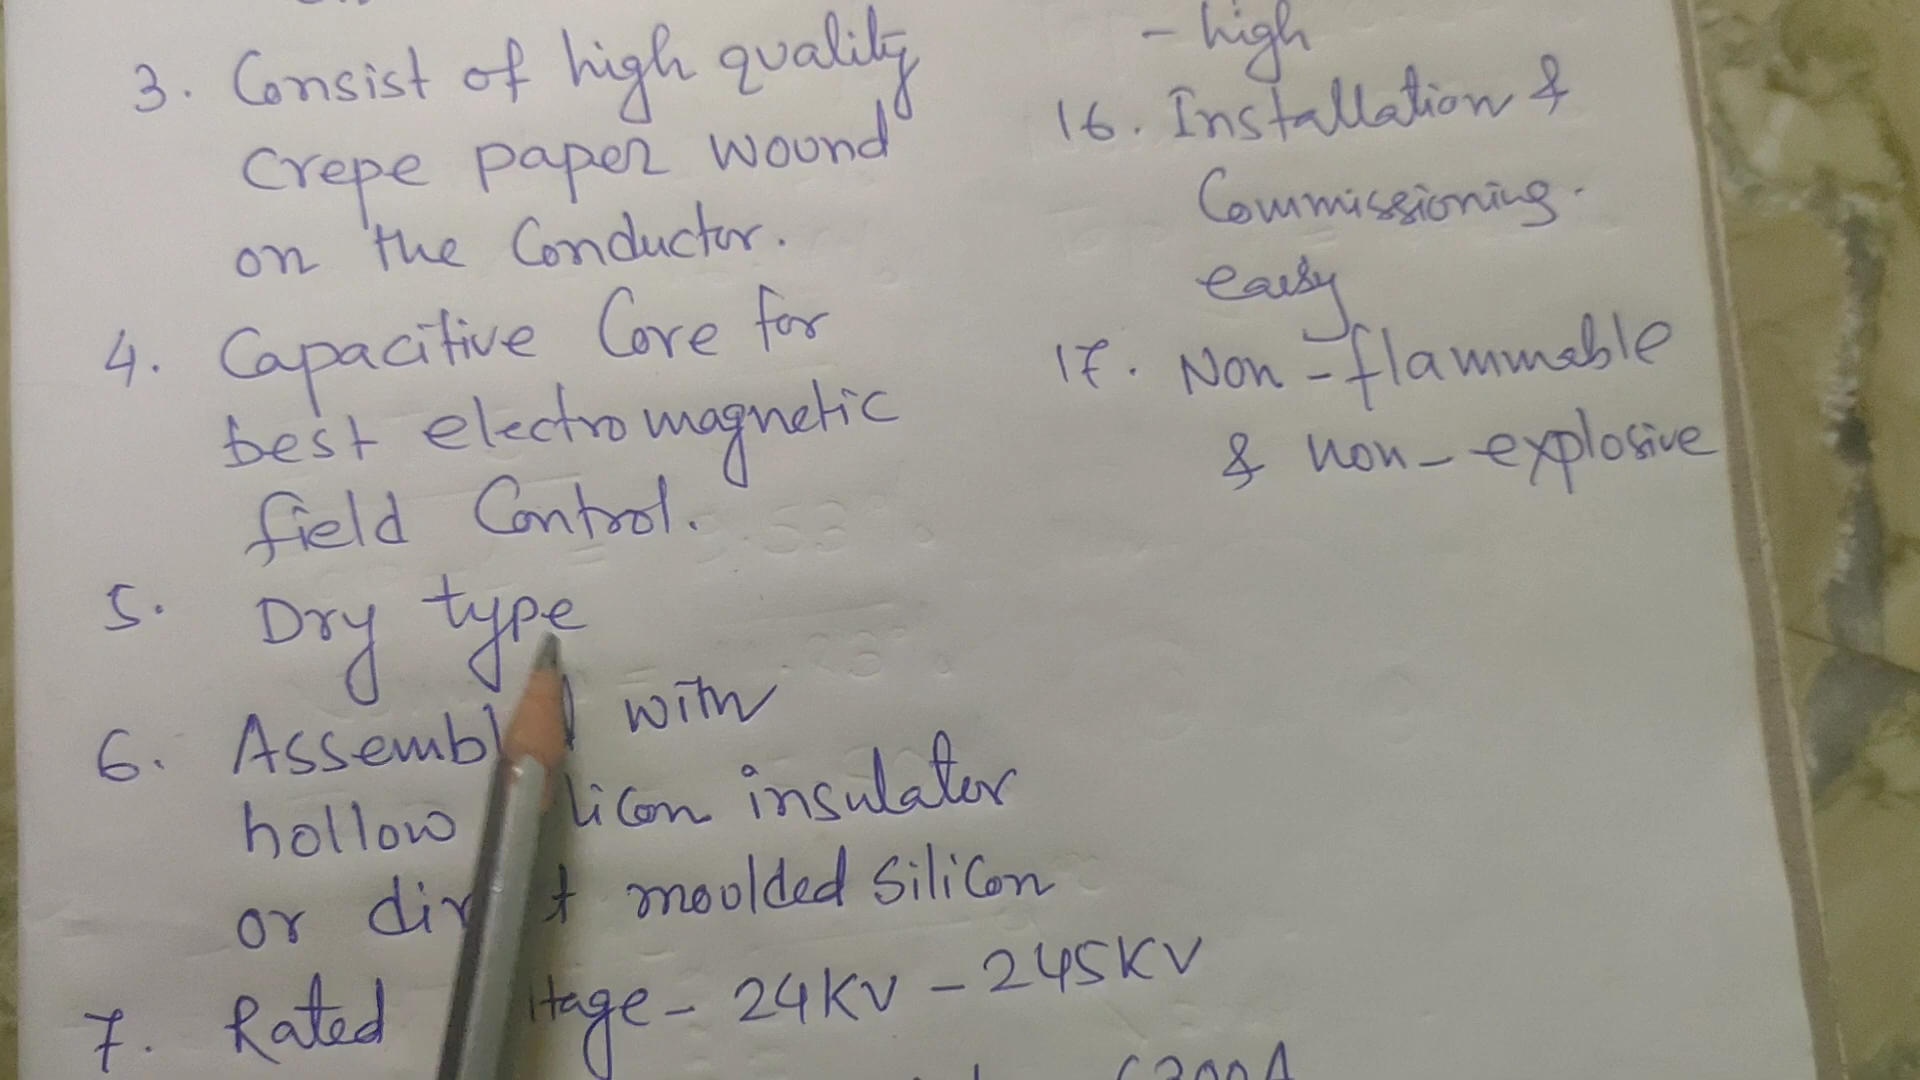 3. Consist of high quality
crepe paper wound
on the Conductor.
4. Capacitive Core for
best electromagnetic
field Control.
5. Dry type
6. Assembl with
hollow licon insulator
or dir t moulded Silicon
7. Rated ltage - 24KV - 245KV
- high
16. Installation &
Commissioning.
easy
17. Non-flammable
& non-explosive